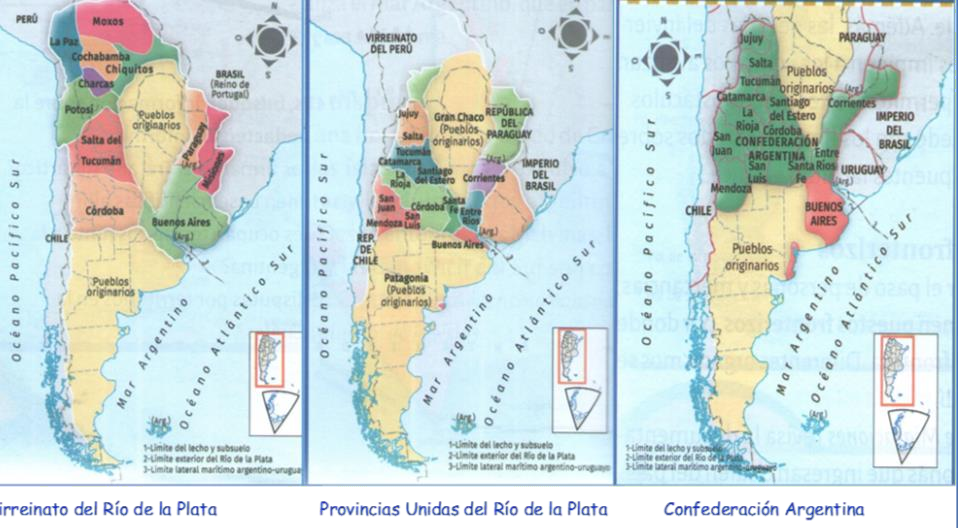 PERÚ
Moxos
La Paz
Cochabamba
Chiquitos
Charcas
Potosí
BRASIL
(Reino de
Portugal)
Pueblos
originarios
Paraguay
(Arg.)
Misiones
Salta del
Tucumán
Córdoba
Buenos Aires
(Arg.)
CHILE
Pueblos
originarios
Océano Pacífico Sur
Mar Argentino
Océano Atlántico Sur
(Arg.)
N
S
1-Límite del lecho y subsuelo
2-Límite exterior del Río de la Plata
3-Límite lateral marítimo argentino-urugua
irreinato del Río de la Plata
VIRREINATO
DEL PERÚ
N
S
Jujuy
Gran Chaco
(Pueblos
originarios)
REPÚBLICA
DEL
PARAGUAY
Salta
Tucumán
Catamarca
(Arg.)
IMPERIO
DEL
BRASIL
La
Rioja
Santiago
del Estero
Corrientes
San
Juan
Córdoba
Santa
Fe
Entre
Ríos
Mendoza
San
Luis
(Arg.)
REP.
DE
CHILE
Buenos Aires
Patagonia
(Pueblos
originarios)
Océano Pacífico Sur
Mar Argentino
Océano Atlántico Sur
(Arg.)
1-Límite del lecho y subsuelo
2-Límite exterior del Río de la Plata
3-Límite lateral marítimo argentino-uruguayo
Provincias Unidas del Río de la Plata
N
S
Jujuy
PARAGUAY
Salta
Pueblos
originarios
Tucumán
Catamarca
Santiago
del Estero
Corrientes
La
Rioja
IMPERIO
DEL
BRASIL
Córdoba
San
Juan
CONFEDERACIÓN
ARGENTINA
Entre
Ríos
San
Luis
Santa
Fe
URUGUAY
(Arg.)
Mendoza
CHILE
BUENOS
AIRES
Pueblos
originarios
Océano Pacífico Sur
Mar Argentino
Océano Atlántico Sur
(Arg.)
1-Límite del lecho y subsuelo
2-Límite exterior del Río de la Plata
3-Límite lateral marítimo argentino-uruguayo
Confederación Argentina